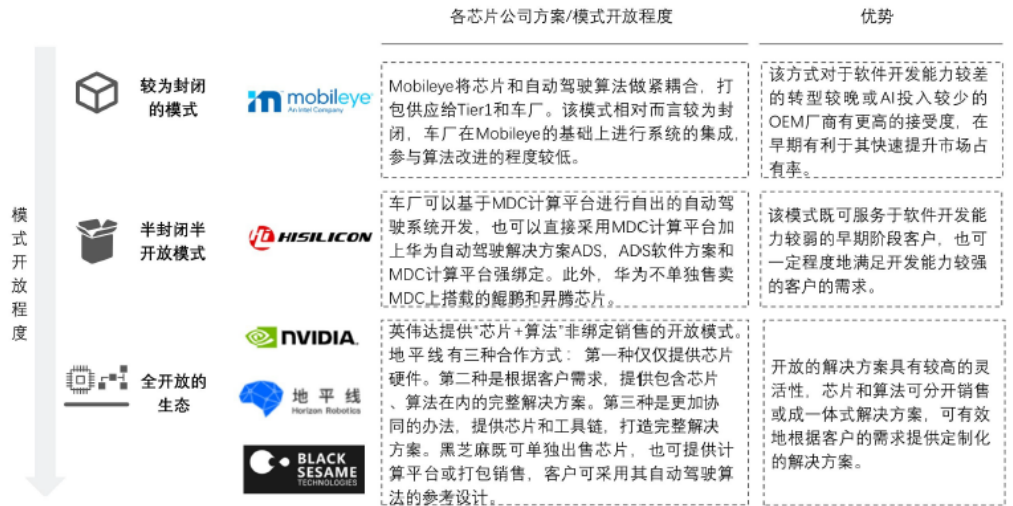 各芯片公司方案/模式开放程度
优势
模式开放程度
较为封闭
的模式
mobileye
An Intel Company
Mobileye将芯片和自动驾驶算法做紧耦合，打
包供应给Tier1和车厂。该模式相对而言较为封
闭，车厂在Mobileye的基础上进行系统的集成，
参与算法改进的程度较低。
该方式对于软件开发能力较差
的转型较晚或AI投入较少的
OEM厂商有更高的接受度，在
早期有利于其快速提升市场占
有率。
半封闭半
开放模式
HISILICON
车厂可以基于MDC计算平台进行自出的自动驾
驶系统开发，也可以直接采用MDC计算平台加
上华为自动驾驶解决方案ADS，ADS软件方案和
MDC计算平台强绑定。此外，华为不单独售卖
MDC上搭载的鲲鹏和昇腾芯片。
该模式既可服务于软件开发能
力较弱的早期阶段客户，也可
一定程度地满足开发能力较强
的客户的需求。
全开放的
生态
NVIDIA.
地平线
Horizon Robotics
BLACK
SESAME
TECHNOLOGIES
英伟达提供“芯片+算法”非绑定销售的开放模式。
地平线有三种合作方式：第一种仅仅提供芯片
硬件。第二种是根据客户需求，提供包含芯片
、算法在内的完整解决方案。第三种是更加协
同的办法，提供芯片和工具链，打造完整解决
方案。黑芝麻既可单独出售芯片，也可提供计
算平台或打包销售，客户可采用其自动驾驶算
法的参考设计。
开放的解决方案具有较高的灵
活性，芯片和算法可分开销售
或成一体式解决方案，可有效
地根据客户的需求提供定制化
的解决方案。